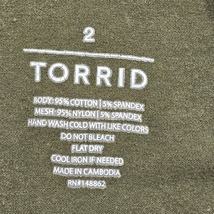 2
TORRID
BODY: 95% COTTON | 5% SPANDEX
MESH: 95% NYLON | 5% SPANDEX
HAND WASH COLD WITH LIKE COLORS
DO NOT BLEACH
FLAT DRY
COOL IRON IF NEEDED
MADE IN CAMBODIA
RN#148862